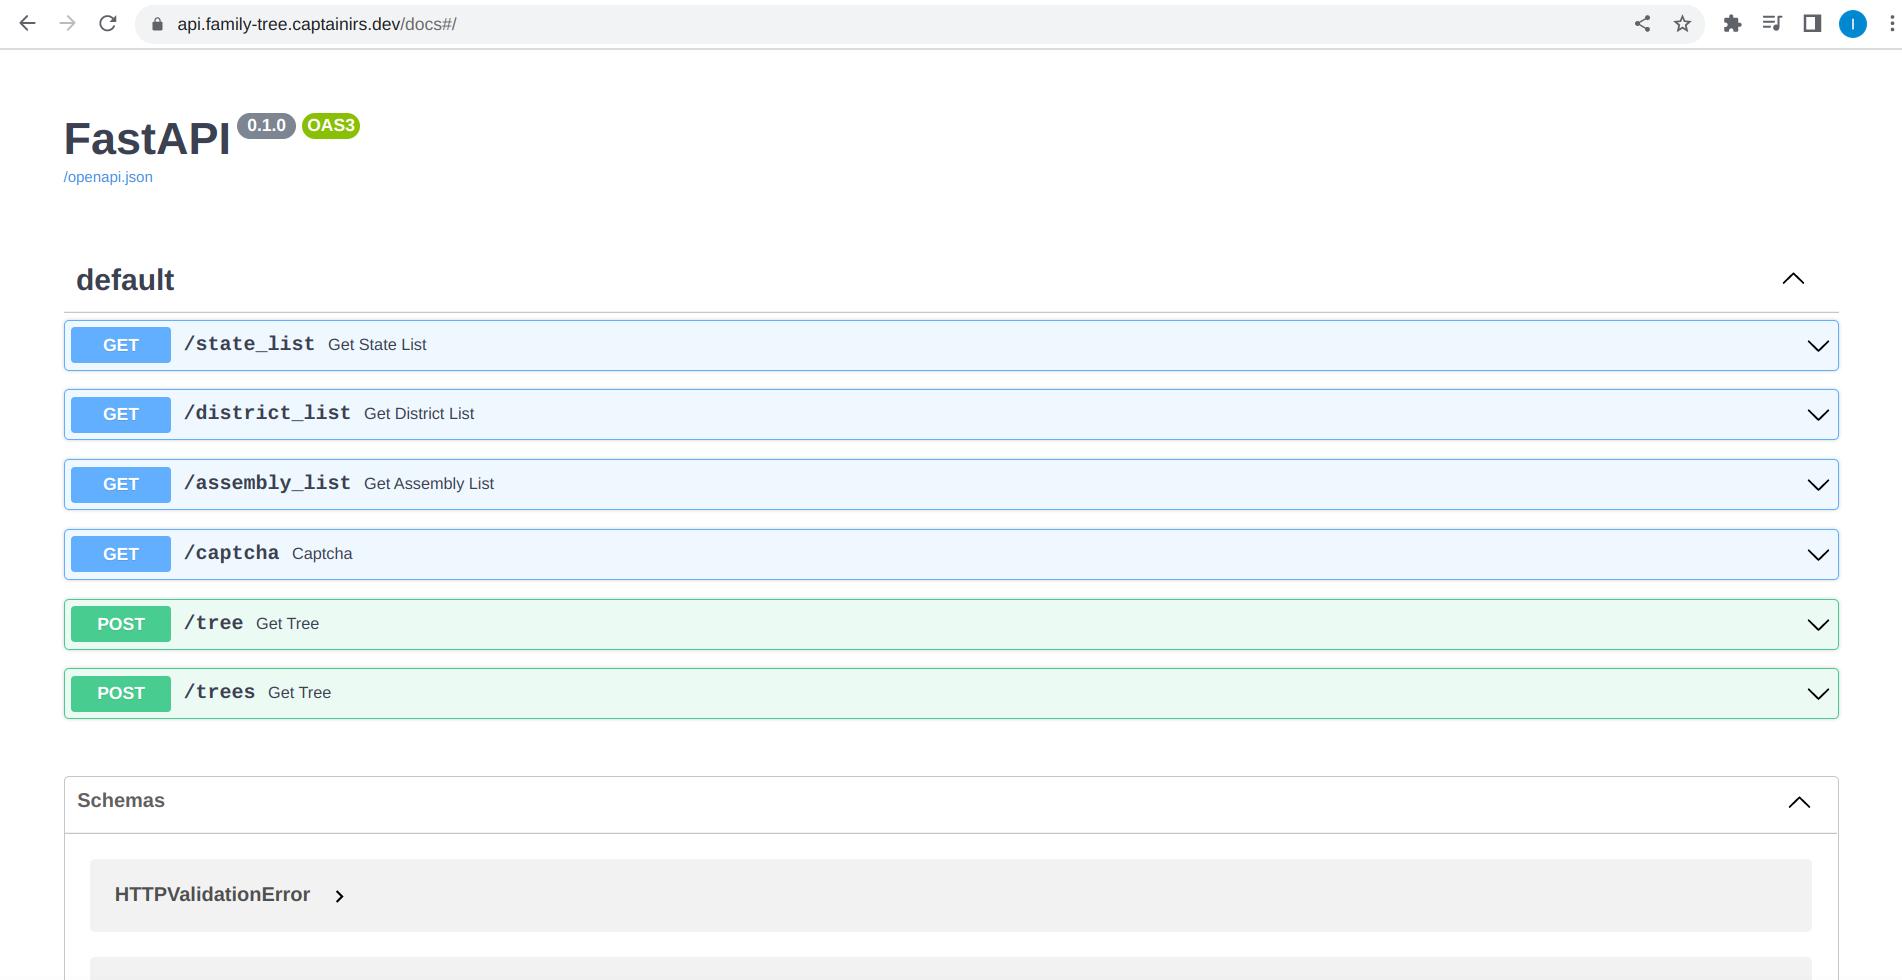 api.family-tree.captainirs.dev/docs#/
I
FastAPI 0.1.0 OAS3
/openapi.json
default
GET /state_list Get State List
GET /district_list Get District List
GET /assembly_list Get Assembly List
GET /captcha Captcha
POST /tree Get Tree
POST /trees Get Tree
Schemas
HTTPValidationError